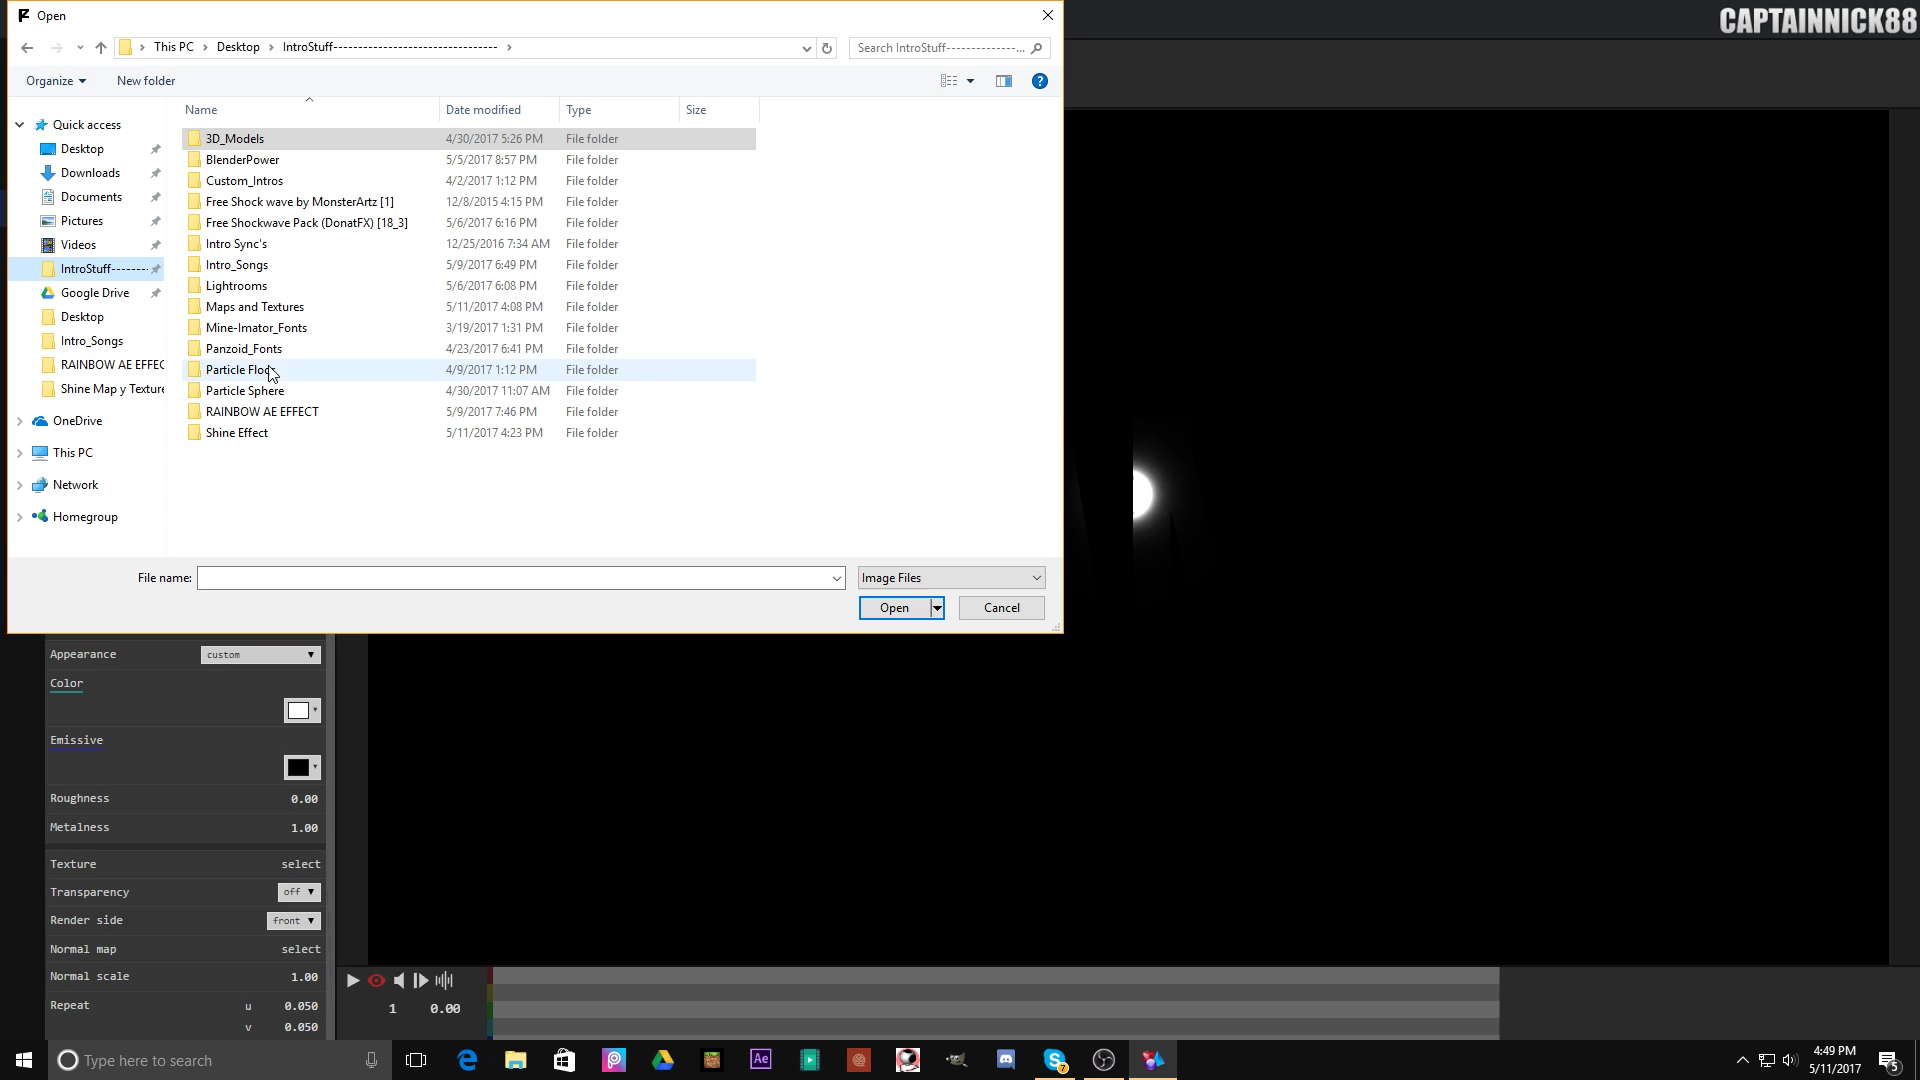 Open
CAPTAINNICK88
This PC Desktop IntroStuff---------------------------------
Search IntroStuff--------------...
Organize New folder
Name Date modified Type Size
Quick access
Desktop
Downloads
Documents
Pictures
Videos
IntroStuff-------
Google Drive
Desktop
Intro_Songs
RAINBOW AE EFFEC
Shine Map y Texture
OneDrive
This PC
Network
Homegroup
3D_Models 4/30/2017 5:26 PM File folder
BlenderPower 5/5/2017 8:57 PM File folder
Custom_Intros 4/2/2017 1:12 PM File folder
Free Shock wave by MonsterArtz [1] 12/8/2015 4:15 PM File folder
Free Shockwave Pack (DonatFX) [18_3] 5/6/2017 6:16 PM File folder
Intro Sync's 12/25/2016 7:34 AM File folder
Intro_Songs 5/9/2017 6:49 PM File folder
Lightrooms 5/6/2017 6:08 PM File folder
Maps and Textures 5/11/2017 4:08 PM File folder
Mine-Imator_Fonts 3/19/2017 1:31 PM File folder
Panzoid_Fonts 4/23/2017 6:41 PM File folder
Particle 4/9/2017 1:12 PM File folder
Particle Sphere 4/30/2017 11:07 AM File folder
RAINBOW AE EFFECT 5/9/2017 7:46 PM File folder
Shine Effect 5/11/2017 4:23 PM File folder
File name: Image Files
Open Cancel
Appearance custom
Color
Emissive
Roughness 0.00
Metalness 1.00
Texture select
Transparency off
Render side front
Normal map select
Normal scale 1.00
Repeat u 0.050
v 0.050
1 0.00
Type here to search
Ae
7
4:49 PM
5/11/2017
5